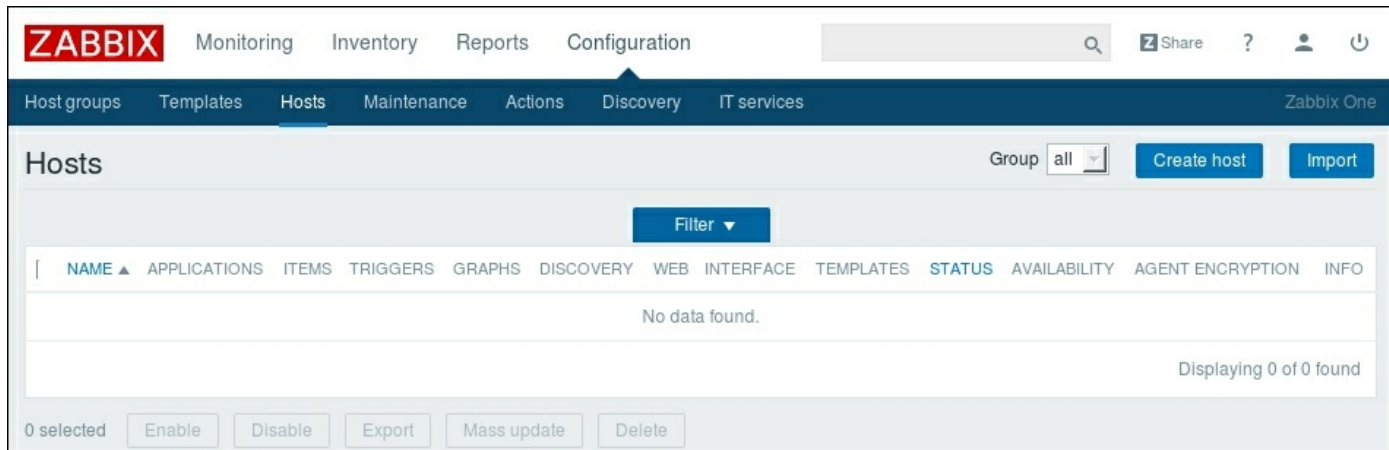 ZABBIX Monitoring Inventory Reports Configuration Z Share ?
Host groups Templates Hosts Maintenance Actions Discovery IT services Zabbix One
Hosts Group all Create host Import
Filter ▼
NAME ▲ APPLICATIONS ITEMS TRIGGERS GRAPHS DISCOVERY WEB INTERFACE TEMPLATES STATUS AVAILABILITY AGENT ENCRYPTION INFO
No data found.
Displaying 0 of 0 found
0 selected Enable Disable Export Mass update Delete